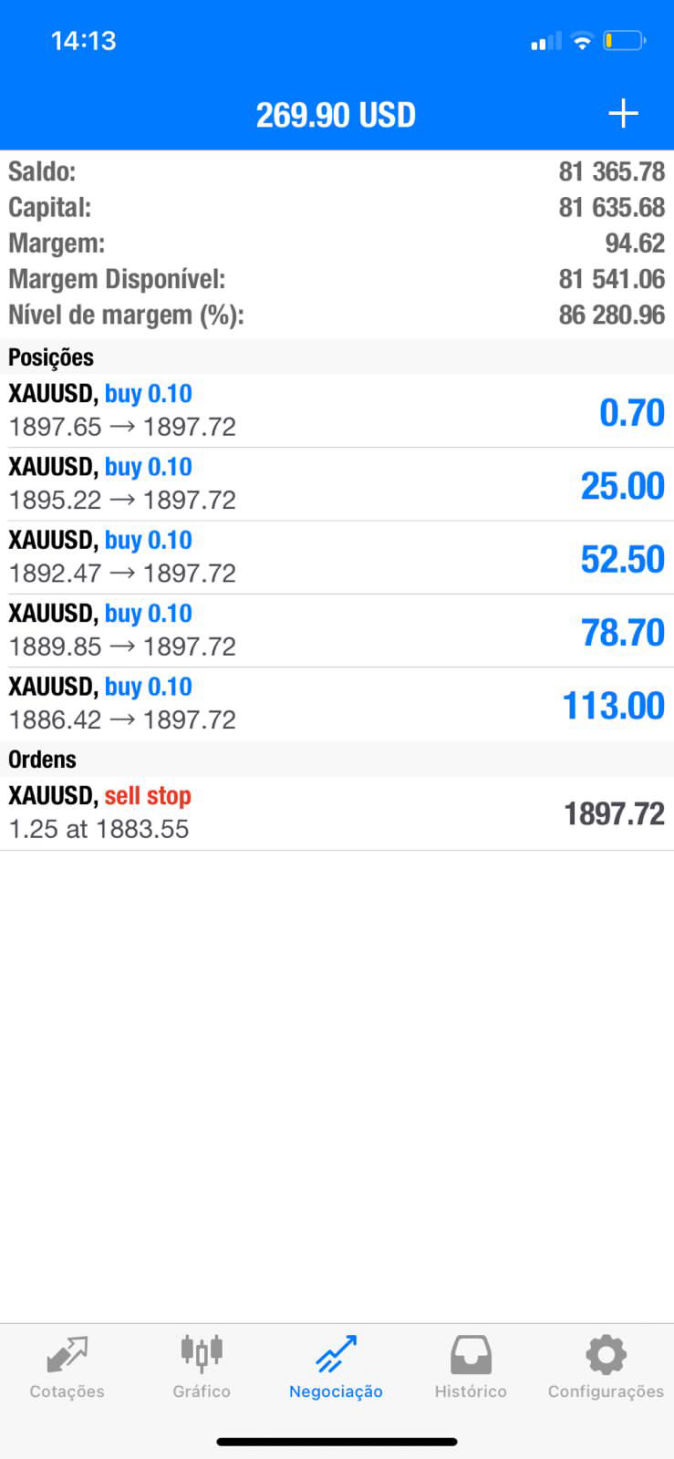 14:13
269.90 USD
Saldo: 81 365.78
Capital: 81 635.68
Margem: 94.62
Margem Disponível: 81 541.06
Nível de margem (%): 86 280.96
Posições
XAUUSD, buy 0.10
1897.65 → 1897.72
0.70
XAUUSD, buy 0.10
1895.22 → 1897.72
25.00
XAUUSD, buy 0.10
1892.47 → 1897.72
52.50
XAUUSD, buy 0.10
1889.85 → 1897.72
78.70
XAUUSD, buy 0.10
1886.42 → 1897.72
113.00
Ordens
XAUUSD, sell stop
1.25 at 1883.55
1897.72
Cotações
Gráfico
Negociação
Histórico
Configurações